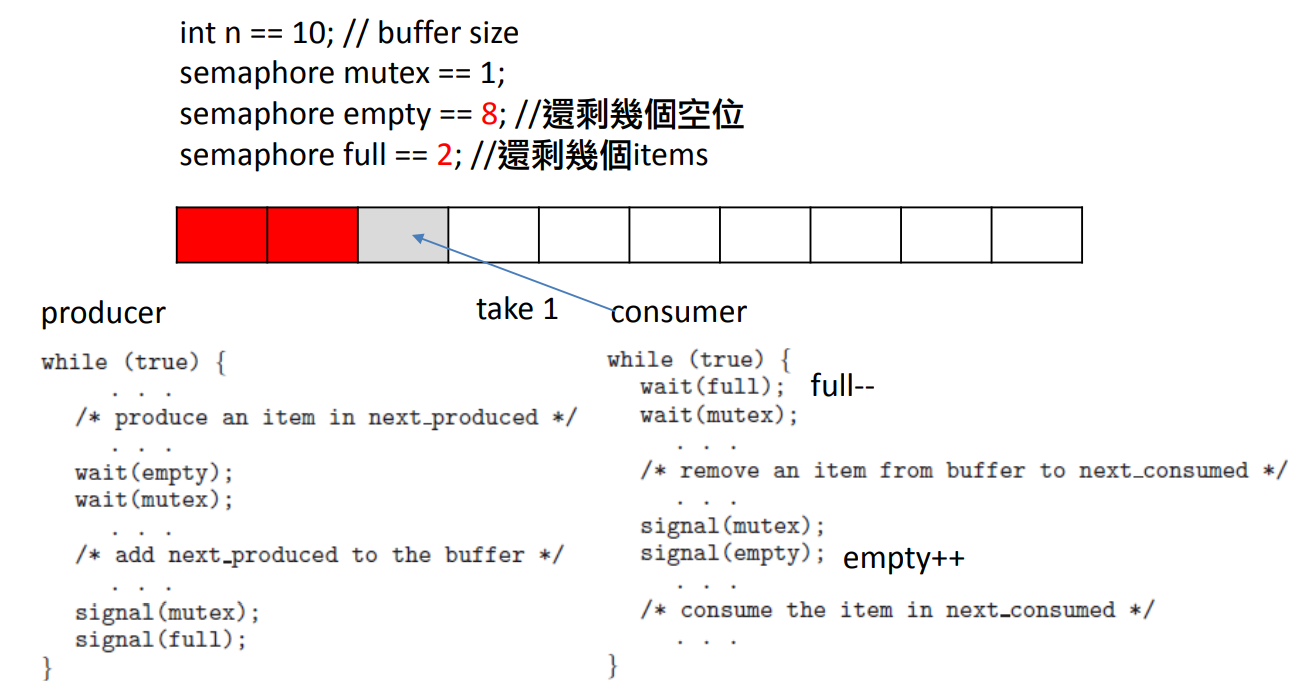 int n == 10; // buffer size
semaphore mutex == 1;
semaphore empty == 8; //還剩幾個空位
semaphore full == 2; //還剩幾個items
producer
take 1
consumer
while (true) {
. . .
/* produce an item in next_produced */
. . .
wait(empty);
wait(mutex);
. . .
/* add next_produced to the buffer */
. . .
signal(mutex);
signal(full);
}
while (true) {
wait(full); full--
wait(mutex);
. . .
/* remove an item from buffer to next_consumed */
. . .
signal(mutex);
signal(empty); empty++
. . .
/* consume the item in next_consumed */
. . .
}